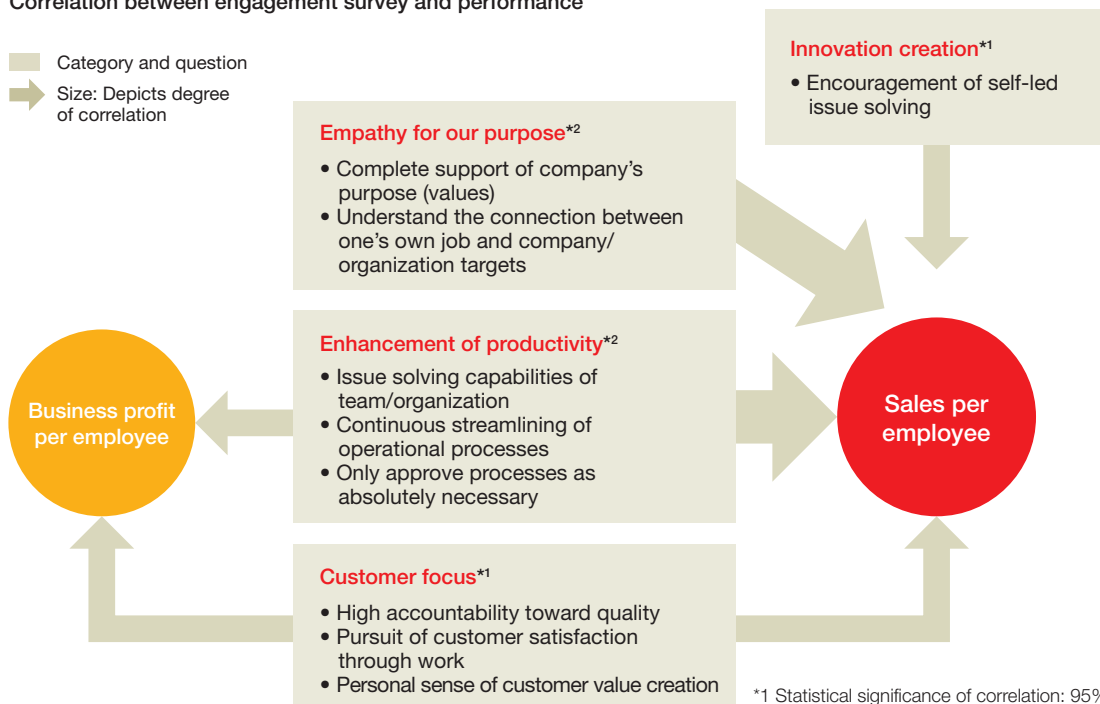 Correlation between engagement survey and performance
Category and question
Size: Depicts degree
of correlation
Innovation creation*1
• Encouragement of self-led
issue solving
Empathy for our purpose*2
• Complete support of company’s
purpose (values)
• Understand the connection between
one’s own job and company/
organization targets
Enhancement of productivity*2
• Issue solving capabilities of
team/organization
• Continuous streamlining of
operational processes
• Only approve processes as
absolutely necessary
Business profit
per employee
Sales per
employee
Customer focus*1
• High accountability toward quality
• Pursuit of customer satisfaction
through work
• Personal sense of customer value creation
*1 Statistical significance of correlation: 95%